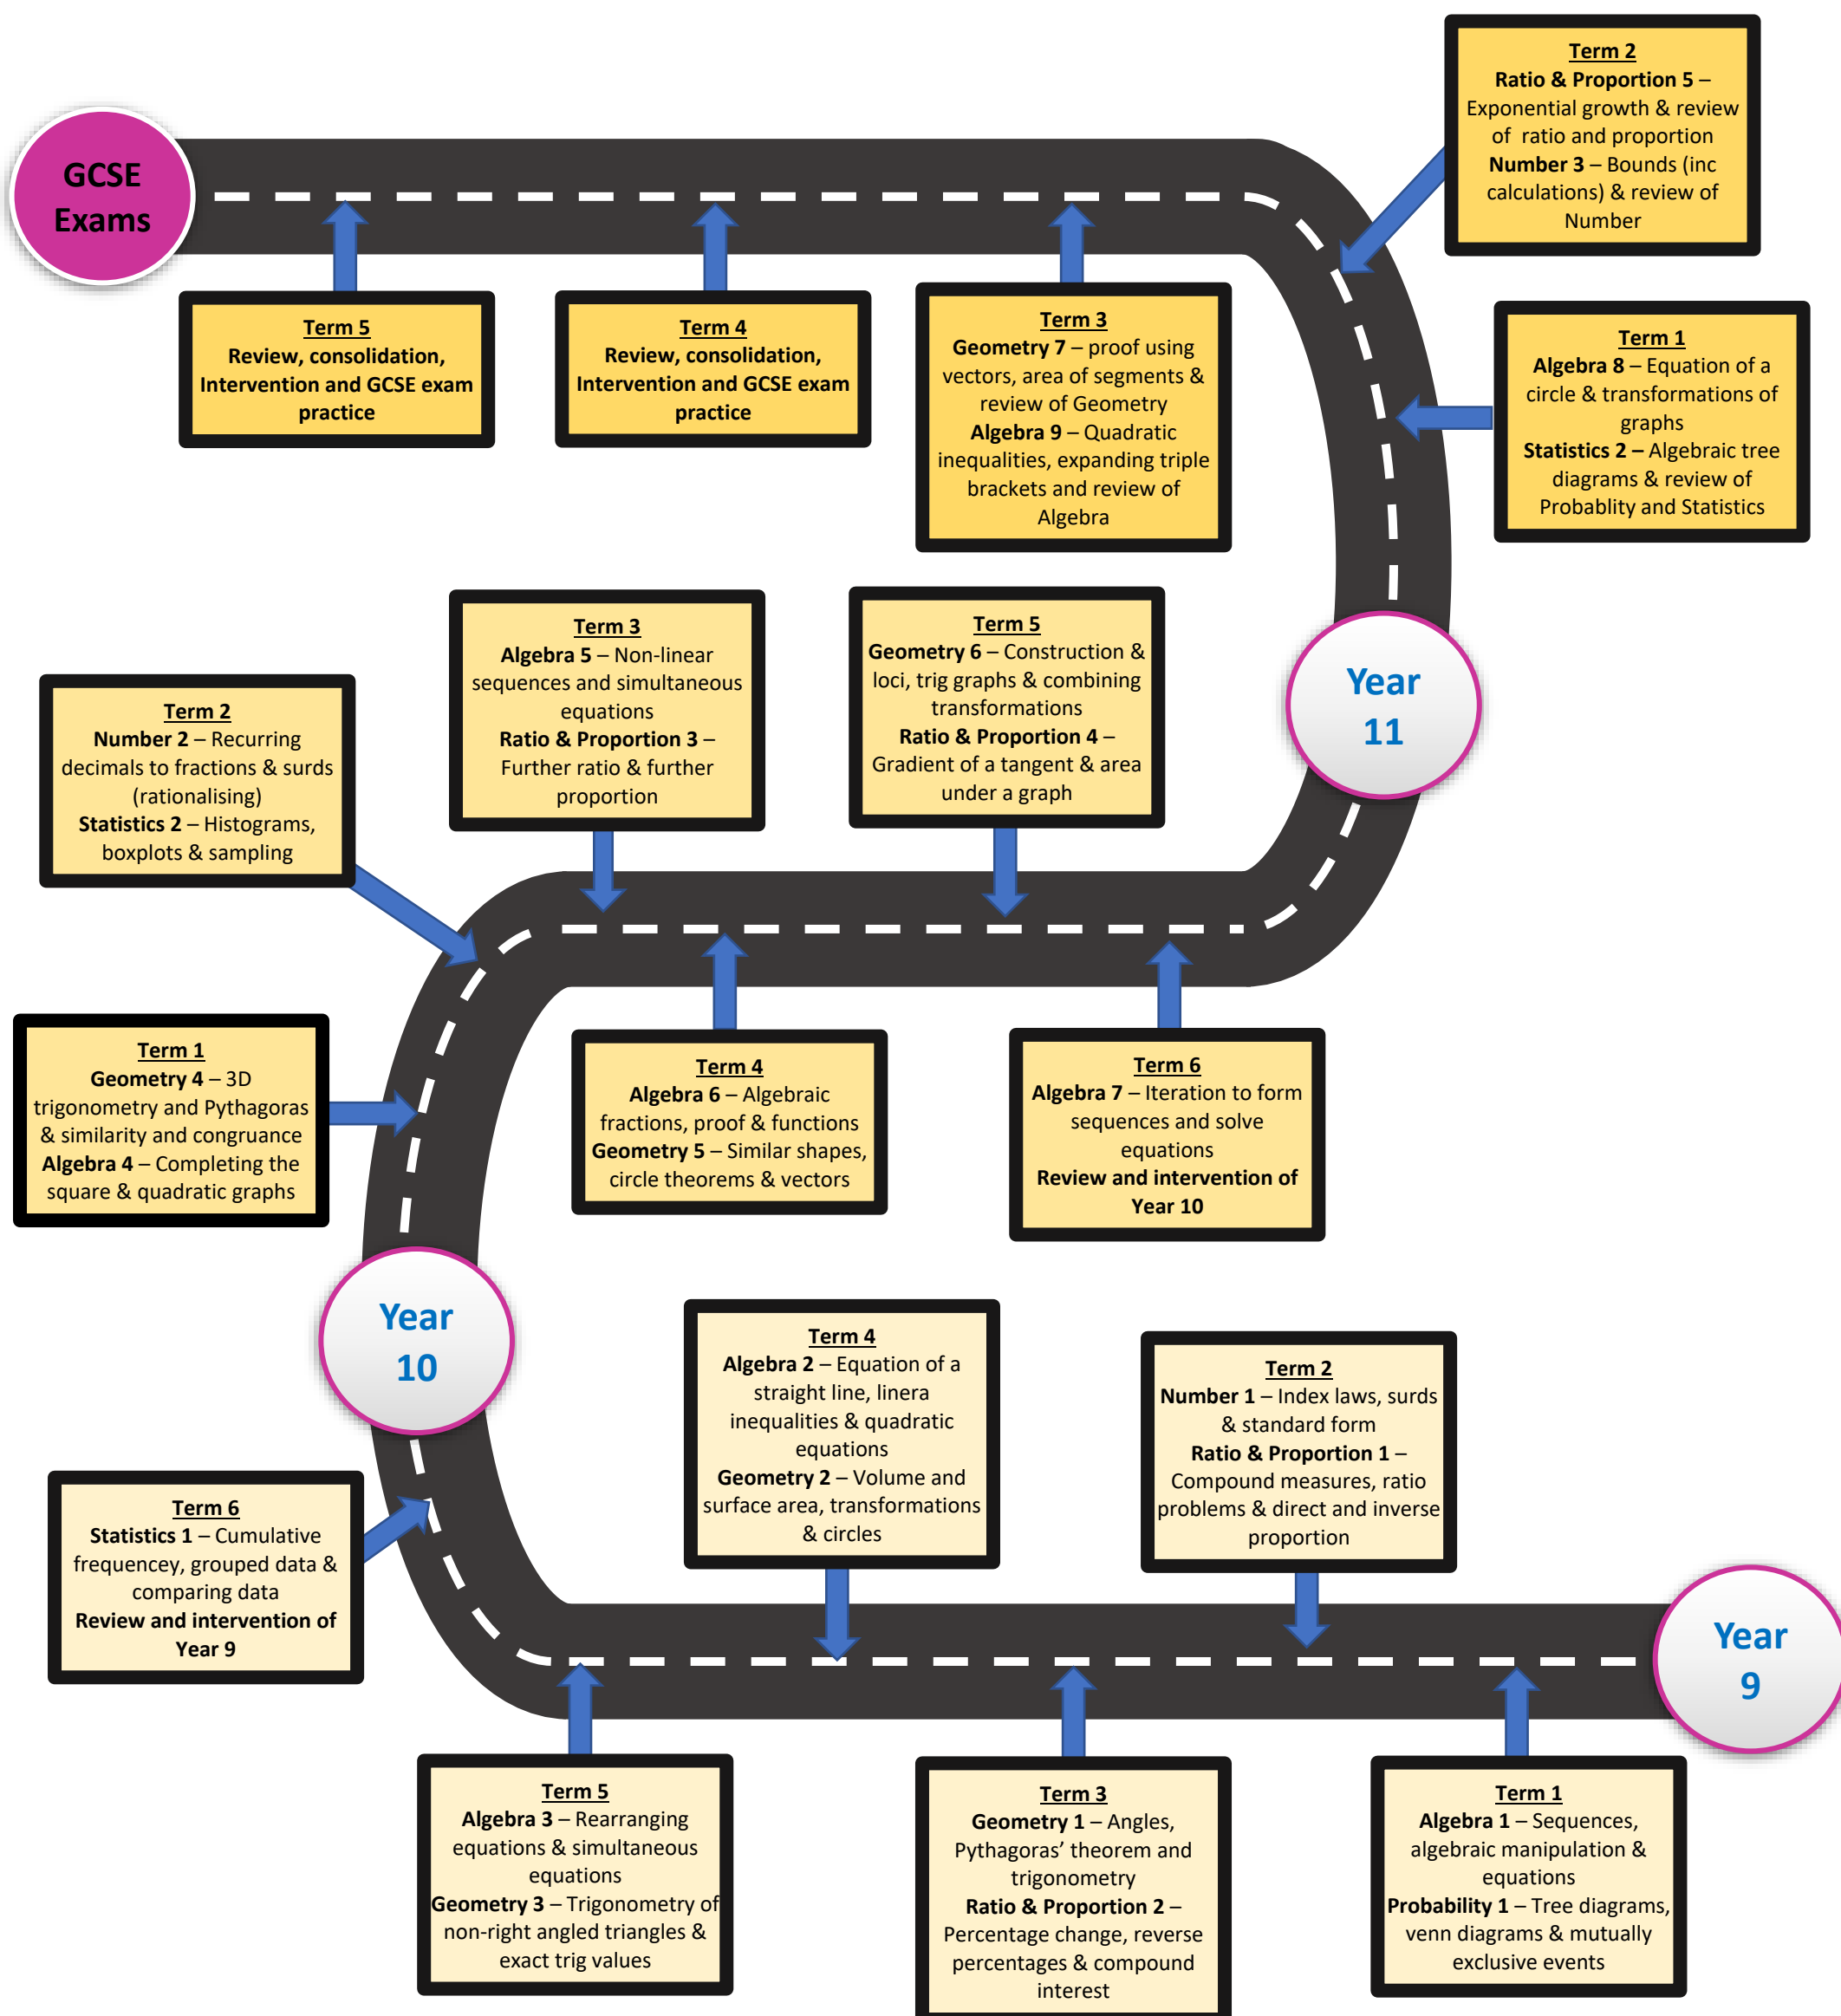 Term 2
Ratio & Proportion 5 –
Exponential growth & review
of ratio and proportion
Number 3 – Bounds (inc
calculations) & review of
Number
GCSE
Exams
Term 5
Review, consolidation,
Intervention and GCSE exam
practice
Term 4
Review, consolidation,
Intervention and GCSE exam
practice
Term 3
Geometry 7 – proof using
vectors, area of segments &
review of Geometry
Algebra 9 – Quadratic
inequalities, expanding triple
brackets and review of
Algebra
Term 1
Algebra 8 – Equation of a
circle & transformations of
graphs
Statistics 2 – Algebraic tree
diagrams & review of
Probablity and Statistics
Term 2
Number 2 – Recurring
decimals to fractions & surds
(rationalising)
Statistics 2 – Histograms,
boxplots & sampling
Term 3
Algebra 5 – Non-linear
sequences and simultaneous
equations
Ratio & Proportion 3 –
Further ratio & further
proportion
Term 5
Geometry 6 – Construction &
loci, trig graphs & combining
transformations
Ratio & Proportion 4 –
Gradient of a tangent & area
under a graph
Year
11
Term 1
Geometry 4 – 3D
trigonometry and Pythagoras
& similarity and congruance
Algebra 4 – Completing the
square & quadratic graphs
Term 4
Algebra 6 – Algebraic
fractions, proof & functions
Geometry 5 – Similar shapes,
circle theorems & vectors
Term 6
Algebra 7 – Iteration to form
sequences and solve
equations
Review and intervention of
Year 10
Year
10
Term 4
Algebra 2 – Equation of a
straight line, linera
inequalities & quadratic
equations
Geometry 2 – Volume and
surface area, transformations
& circles
Term 2
Number 1 – Index laws, surds
& standard form
Ratio & Proportion 1 –
Compound measures, ratio
problems & direct and inverse
proportion
Term 6
Statistics 1 – Cumulative
frequencey, grouped data &
comparing data
Review and intervention of
Year 9
Year
9
Term 5
Algebra 3 – Rearranging
equations & simultaneous
equations
Geometry 3 – Trigonometry of
non-right angled triangles &
exact trig values
Term 3
Geometry 1 – Angles,
Pythagoras’ theorem and
trigonometry
Ratio & Proportion 2 –
Percentage change, reverse
percentages & compound
interest
Term 1
Algebra 1 – Sequences,
algebraic manipulation &
equations
Probability 1 – Tree diagrams,
venn diagrams & mutually
exclusive events